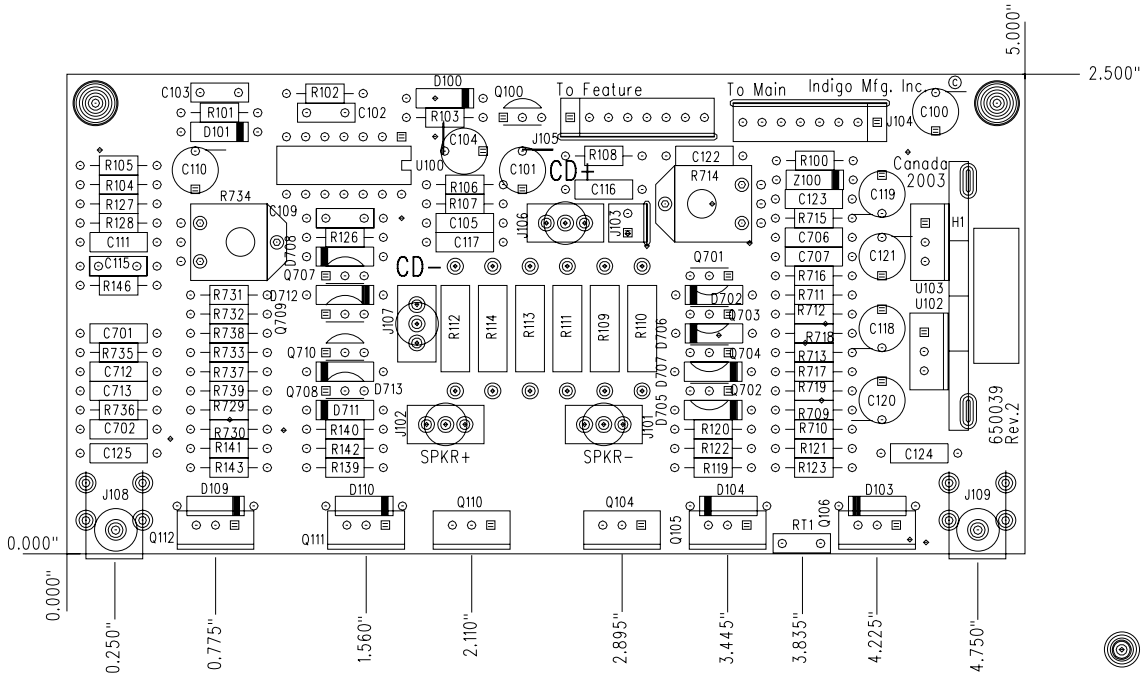 5.000"
2.500"
D100
Q100
To Feature
To Main
Indigo Mfg. Inc.
©
C103
R102
C100
R101
C102
R103
J104
D101
C104
J105
U100
CD+
R108
C122
R100
Canada
2003
R105
C110
C101
R714
Z100
R104
R734
R106
C116
C123
C119
R127
R107
R128
C109
C105
J106
J103
R715
H1
C111
R126
C117
C706
D708
C707
C121
C115
CD-
Q701
R146
Q707
R716
U103
R731
D712
D702
R711
U102
R732
Q709
Q703
R712
J107
R112
R114
R113
R111
R109
R110
C118
C701
R738
D706
R718
R735
R733
Q710
Q704
R713
C712
R737
D707
R717
C713
R739
Q708
D713
Q702
R719
C120
R736
R729
D711
D705
R709
C702
R730
R140
J102
J101
R120
R710
650039
Rev.2
C125
R141
R142
SPKR+
SPKR-
R122
R121
C124
R143
R139
R119
R123
J108
D109
D110
Q110
Q104
D104
D103
J109
Q112
Q111
Q105
RT1
Q106
0.000"
0.000"
0.250"
0.775"
1.560"
2.110"
2.895"
3.445"
3.835"
4.225"
4.750"